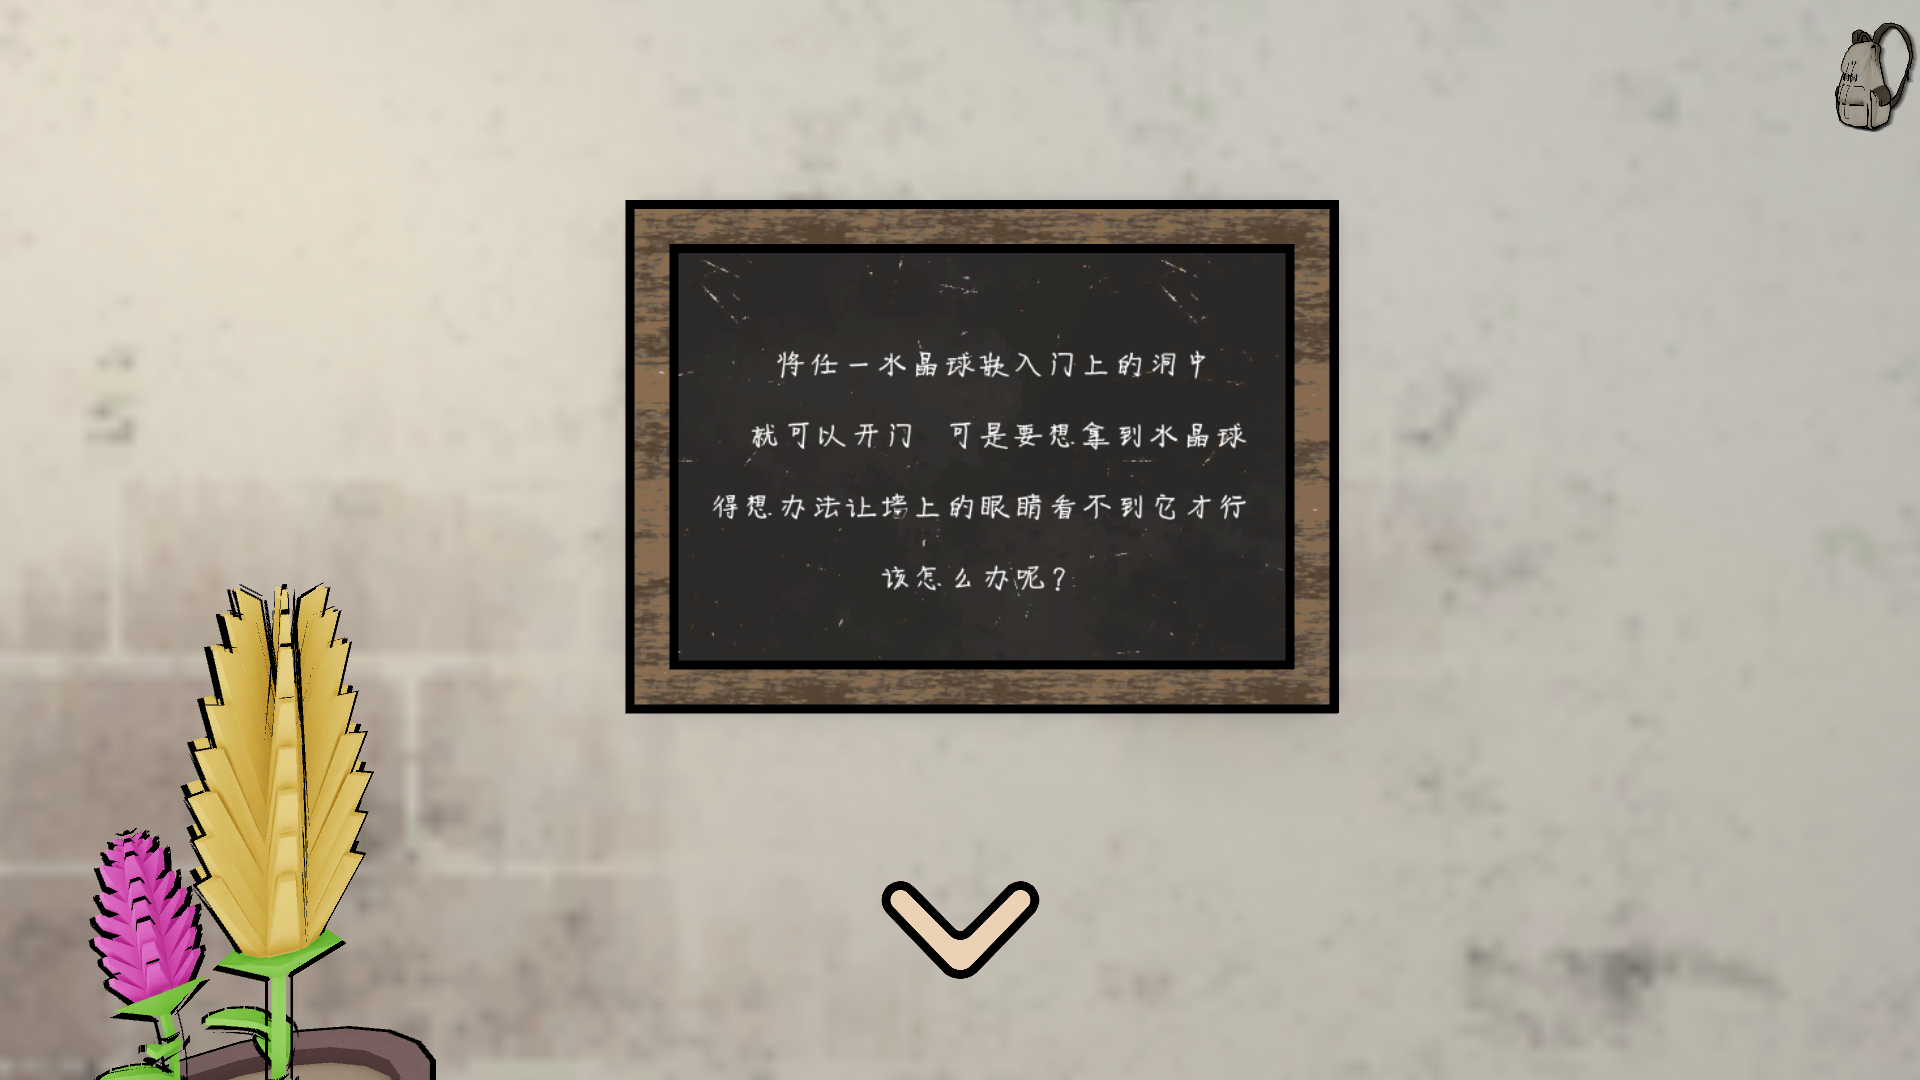 将任一水晶球嵌入门上的洞中
就可以开门 可是要想拿到水晶球
得想办法让墙上的眼睛看不到它才行
该怎么办呢？